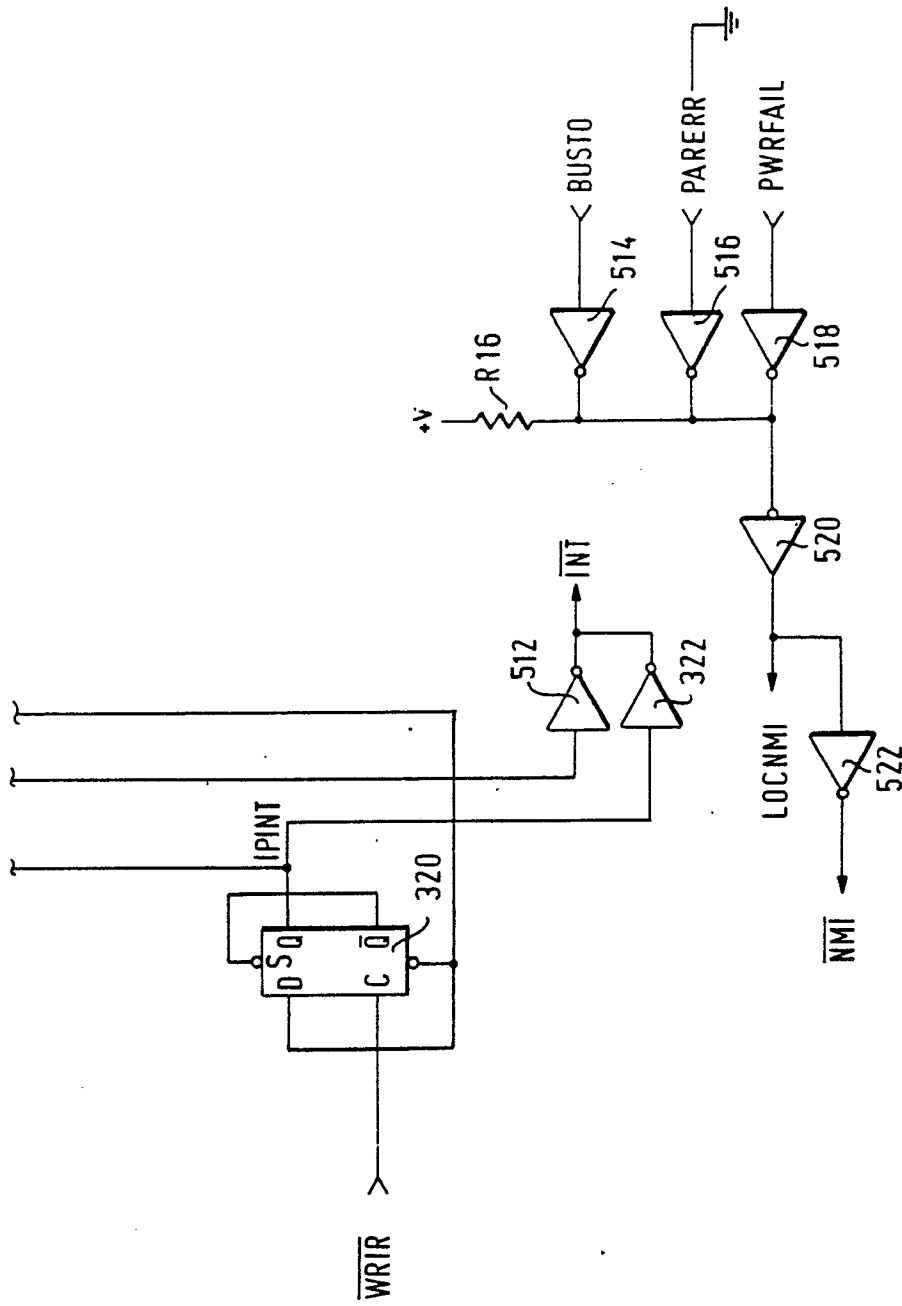 WRIR
IPINT
S
D Q
C Q
320
512
INT
322
+V
R16
BUSTO
514
PARERR
516
PWRFAIL
518
520
LOCNMI
522
NMI